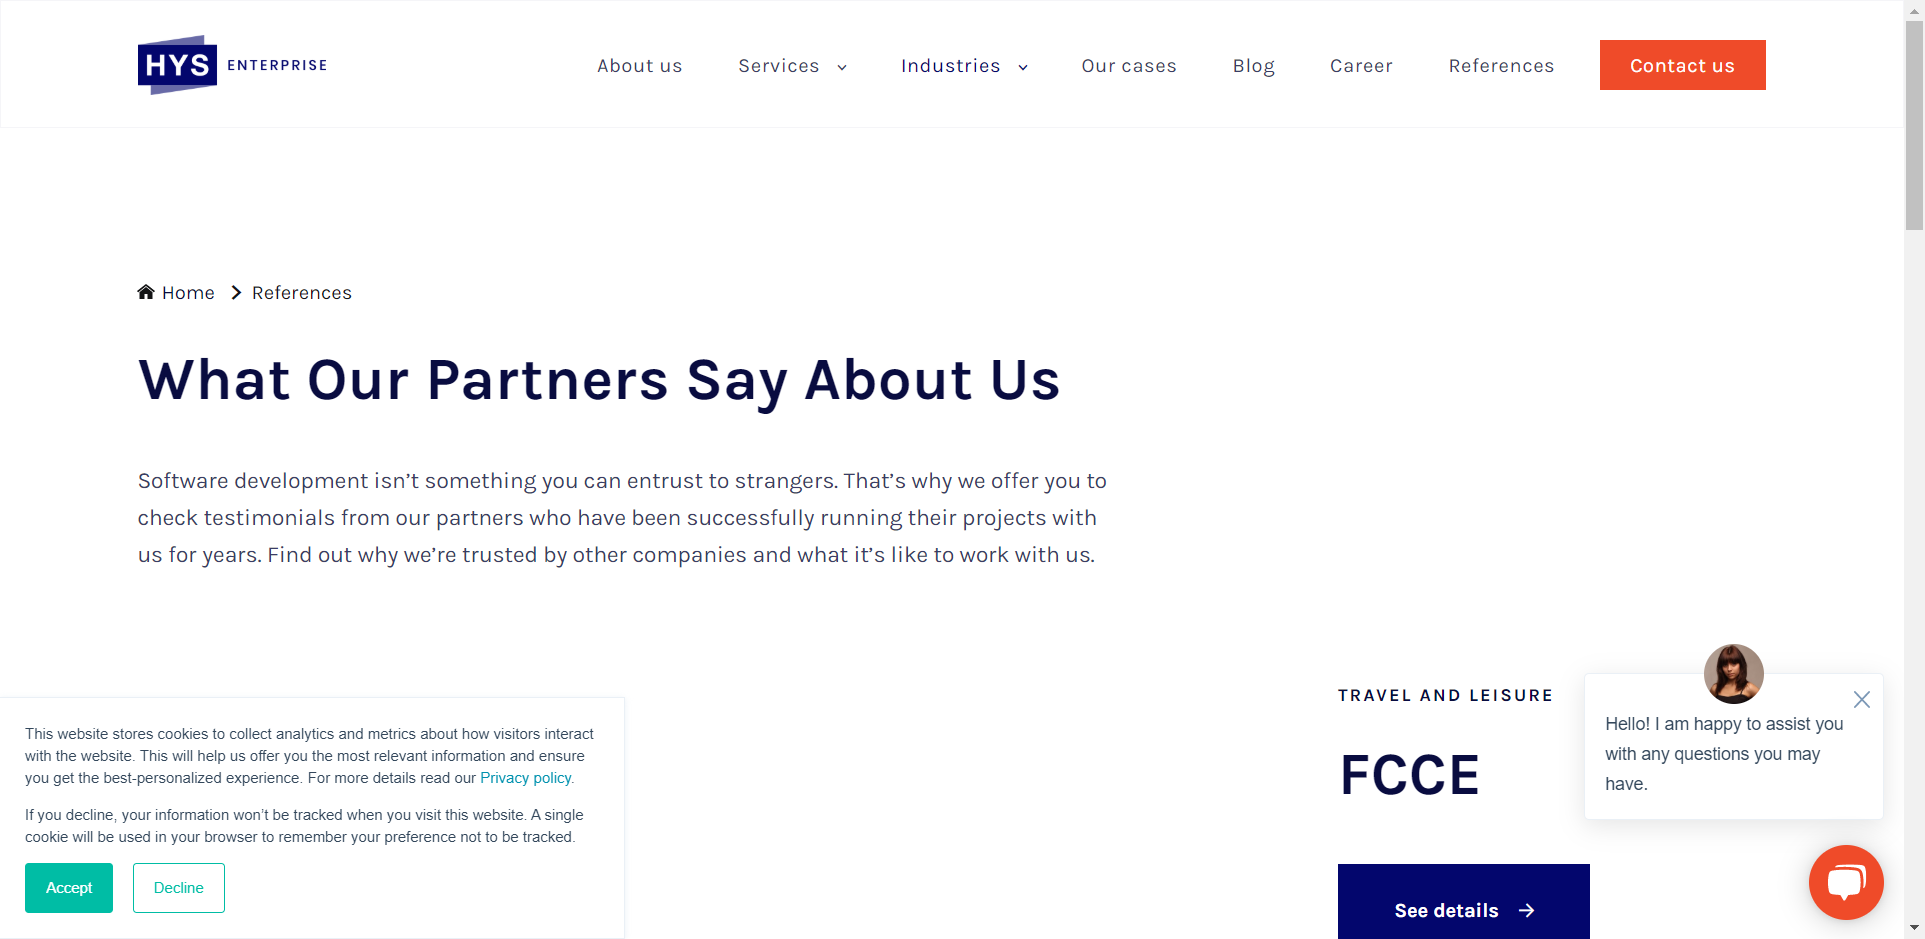 HYS ENTERPRISE
About us Services Industries Our cases Blog Career References Contact us
Home References
What Our Partners Say About Us
Software development isn’t something you can entrust to strangers. That’s why we offer you to
check testimonials from our partners who have been successfully running their projects with
us for years. Find out why we’re trusted by other companies and what it’s like to work with us.
TRAVEL AND LEISURE
FCCE
See details
Hello! I am happy to assist you
with any questions you may
have.
This website stores cookies to collect analytics and metrics about how visitors interact
with the website. This will help us offer you the most relevant information and ensure
you get the best-personalized experience. For more details read our Privacy policy.
If you decline, your information won’t be tracked when you visit this website. A single
cookie will be used in your browser to remember your preference not to be tracked.
Accept Decline